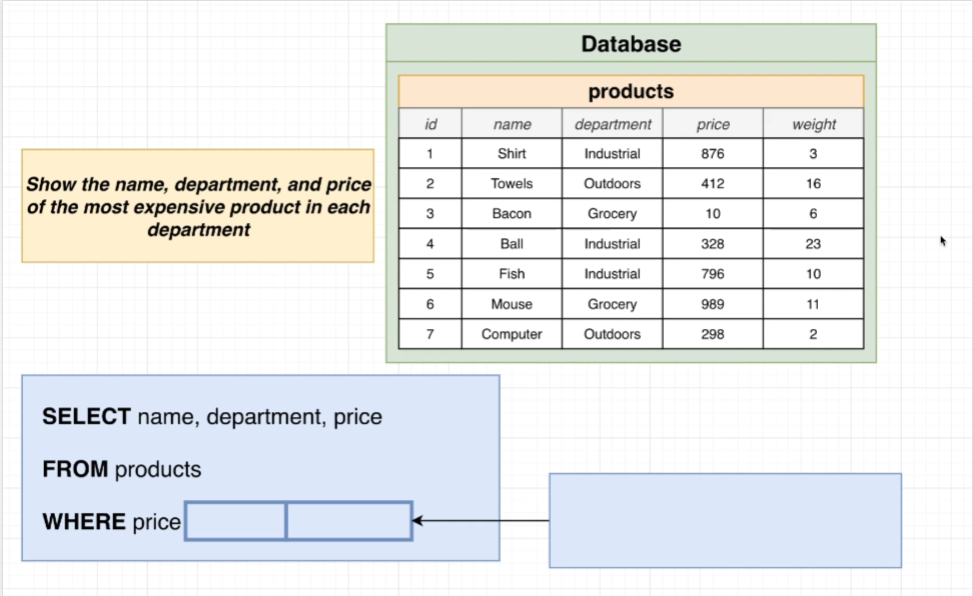 Database
products
id name department price weight
1 Shirt Industrial 876 3
2 Towels Outdoors 412 16
3 Bacon Grocery 10 6
4 Ball Industrial 328 23
5 Fish Industrial 796 10
6 Mouse Grocery 989 11
7 Computer Outdoors 298 2
Show the name, department, and price
of the most expensive product in each
department
SELECT name, department, price
FROM products
WHERE price